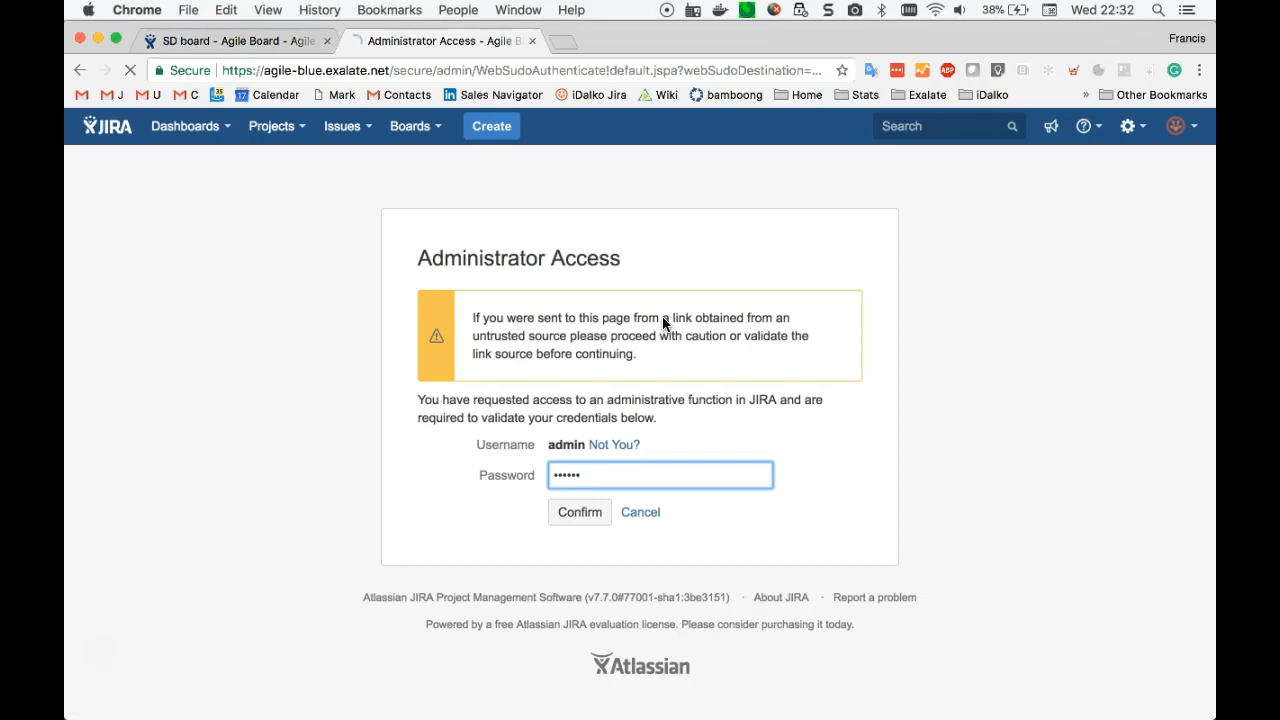 Chrome File Edit View History Bookmarks People Window Help 38% Wed 22:32
SD board - Agile Board - Agile Administrator Access - Agile B Francis
Secure https://agile-blue.exalate.net/secure/admin/WebSudoAuthenticate!default.jspa?webSudoDestination=...
M J M U M C Calendar Mark Contacts Sales Navigator iDalko Jira Wiki bamboong Home Stats Exalate iDalko » Other Bookmarks
JIRA Dashboards Projects Issues Boards Create Search
Administrator Access
If you were sent to this page from a link obtained from an
untrusted source please proceed with caution or validate the
link source before continuing.
You have requested access to an administrative function in JIRA and are
required to validate your credentials below.
Username admin Not You?
Password ••••••
Confirm Cancel
Atlassian JIRA Project Management Software (v7.7.0#77001-sha1:3be3151) · About JIRA · Report a problem
Powered by a free Atlassian JIRA evaluation license. Please consider purchasing it today.
Atlassian